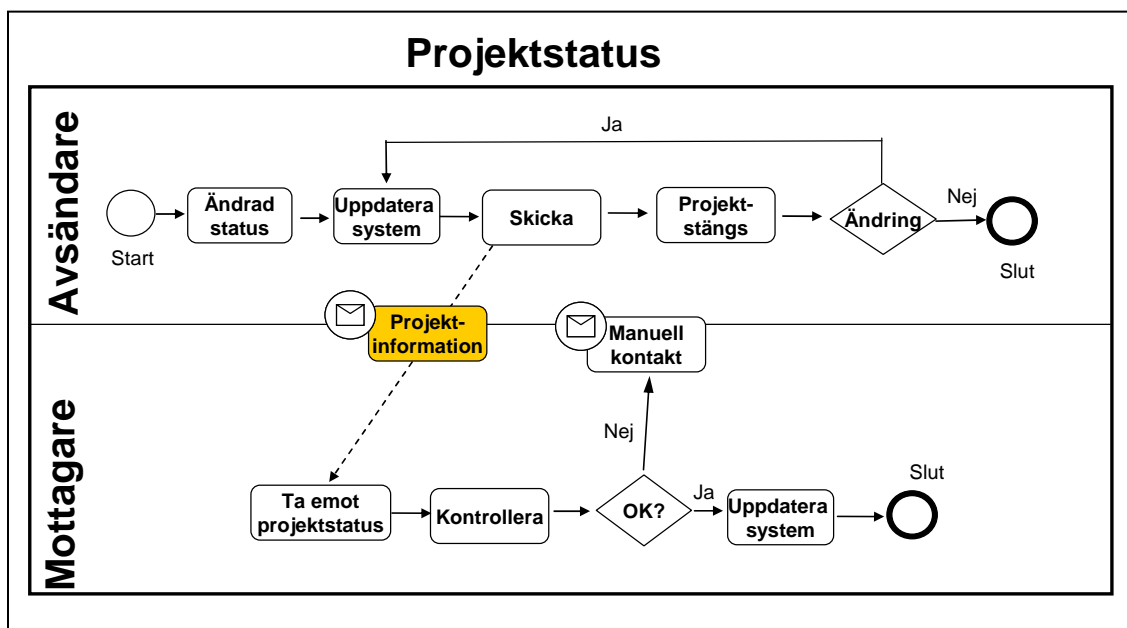 Projektstatus
Avsändare
Ja
Start
Ändrad
status
Uppdatera
system
Skicka
Projekt-
stängs
Ändring
Nej
Slut
Projekt-
information
Manuell
kontakt
Mottagare
Nej
Ta emot
projektstatus
Kontrollera
OK?
Ja
Uppdatera
system
Slut